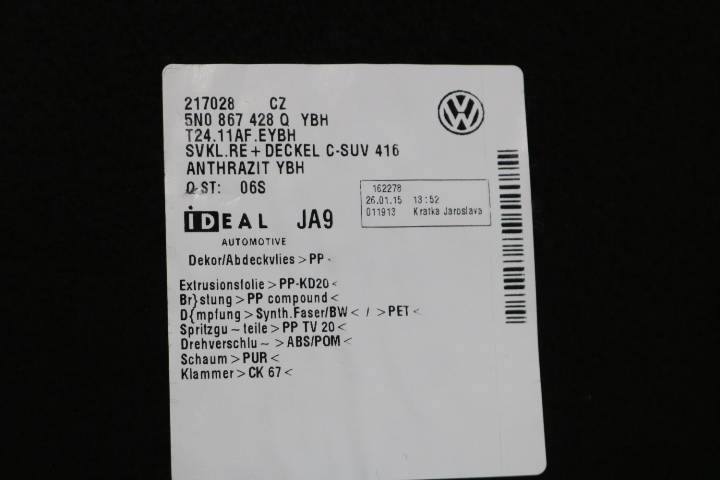 217028 CZ
5N0 867 428 Q YBH
T24.11AF.EYBH
SVKL.RE+DECKEL C-SUV 416
ANTHRAZIT YBH
Q-ST: 06S
162278
26.01.15 13:52
011913 Kratka Jaroslava
iDEAL JA9
AUTOMOTIVE
Dekor/Abdeckvlies>PP<
Extrusionsfolie>PP-KD20<
Br}stung>PP compound<
D{mpfung>Synth.Faser/BW< / >PET<
Spritzgu~teile>PP TV 20<
Drehverschlu~>ABS/POM<
Schaum>PUR<
Klammer>CK 67<